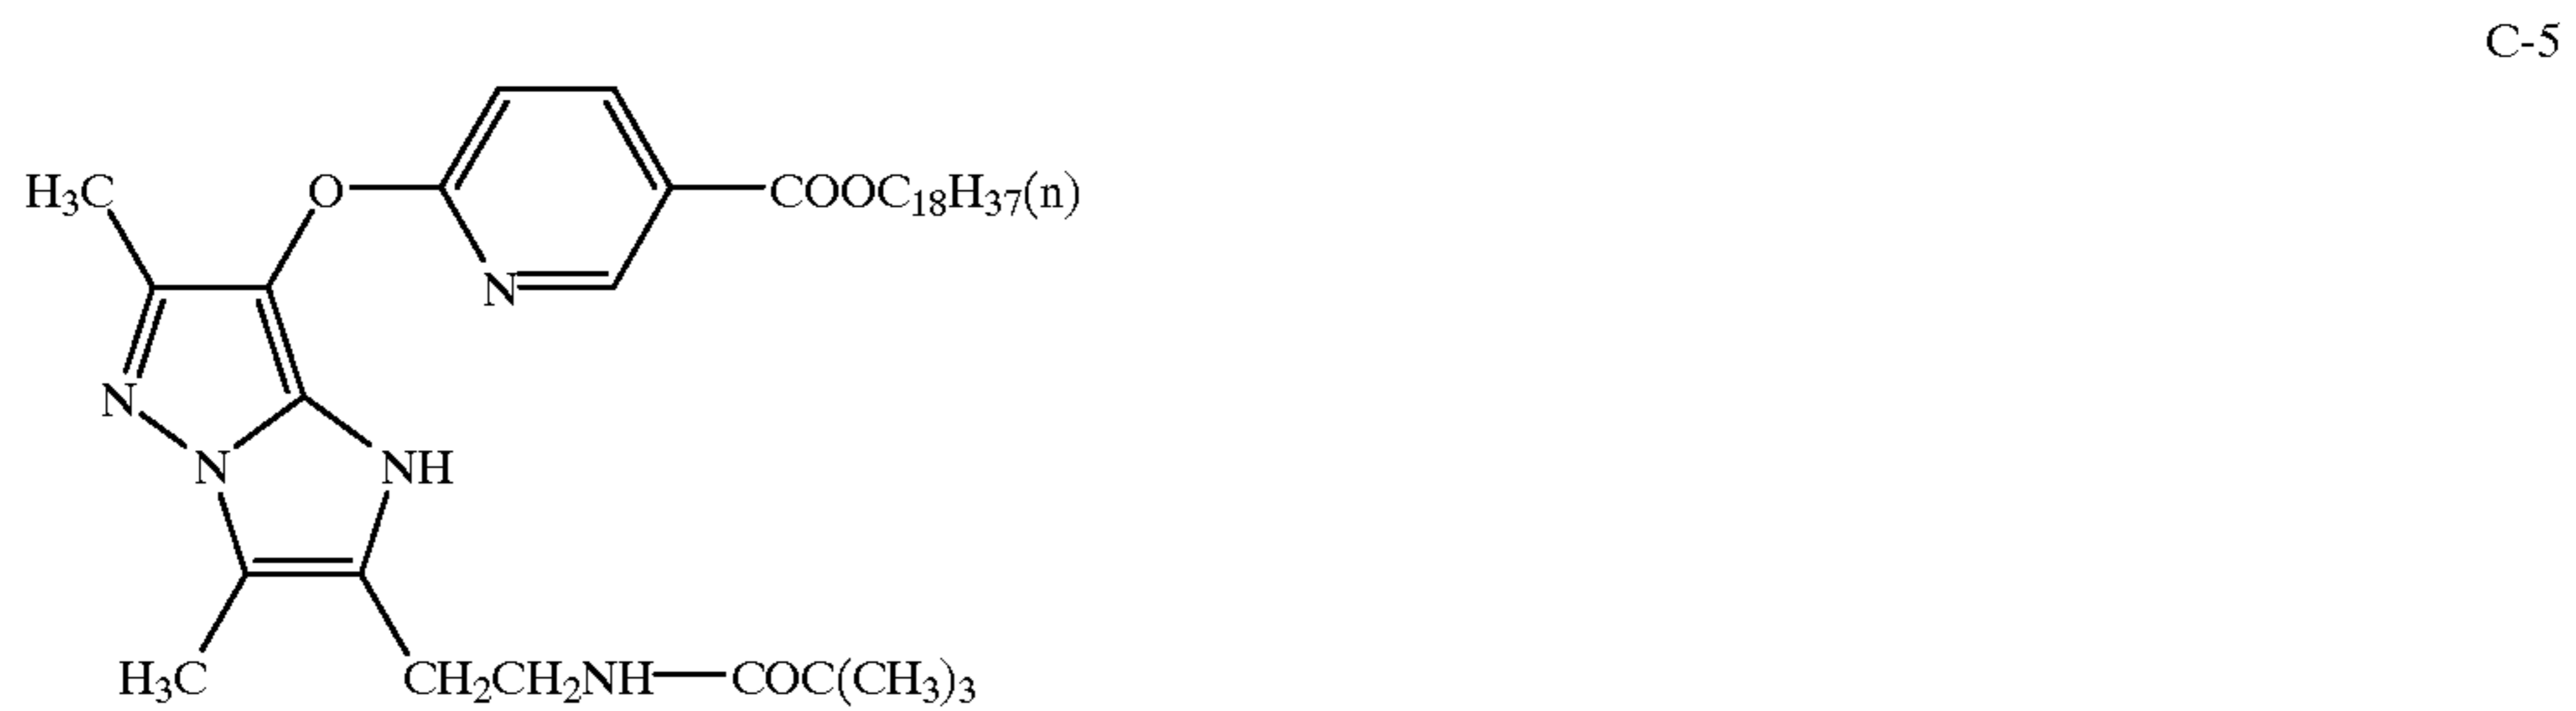 C-5
H₃C O COOC₁₈H₃₇(n)
N
N
N NH
H₃C CH₂CH₂NH COC(CH₃)₃